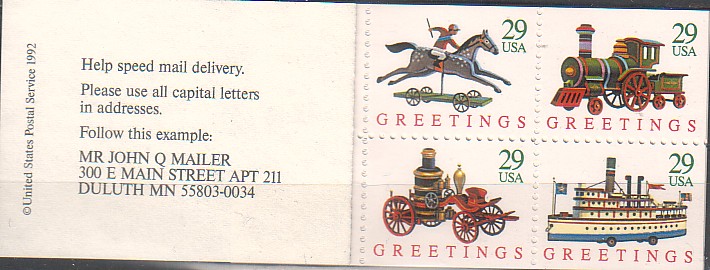 ©United States Postal Service 1992
Help speed mail delivery.
Please use all capital letters
in addresses.
Follow this example:
MR JOHN Q MAILER
300 E MAIN STREET APT 211
DULUTH MN 55803-0034
29
USA
GREETINGS
29
USA
GREETINGS
29
USA
GREETINGS
29
USA
GREETINGS